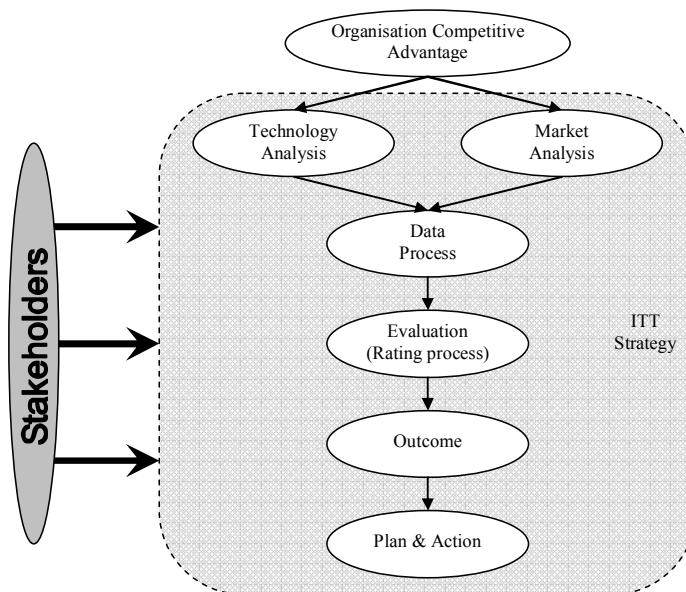 Organisation Competitive
Advantage
Technology
Analysis
Market
Analysis
Data
Process
Evaluation
(Rating process)
ITT
Strategy
Outcome
Plan & Action
Stakeholders